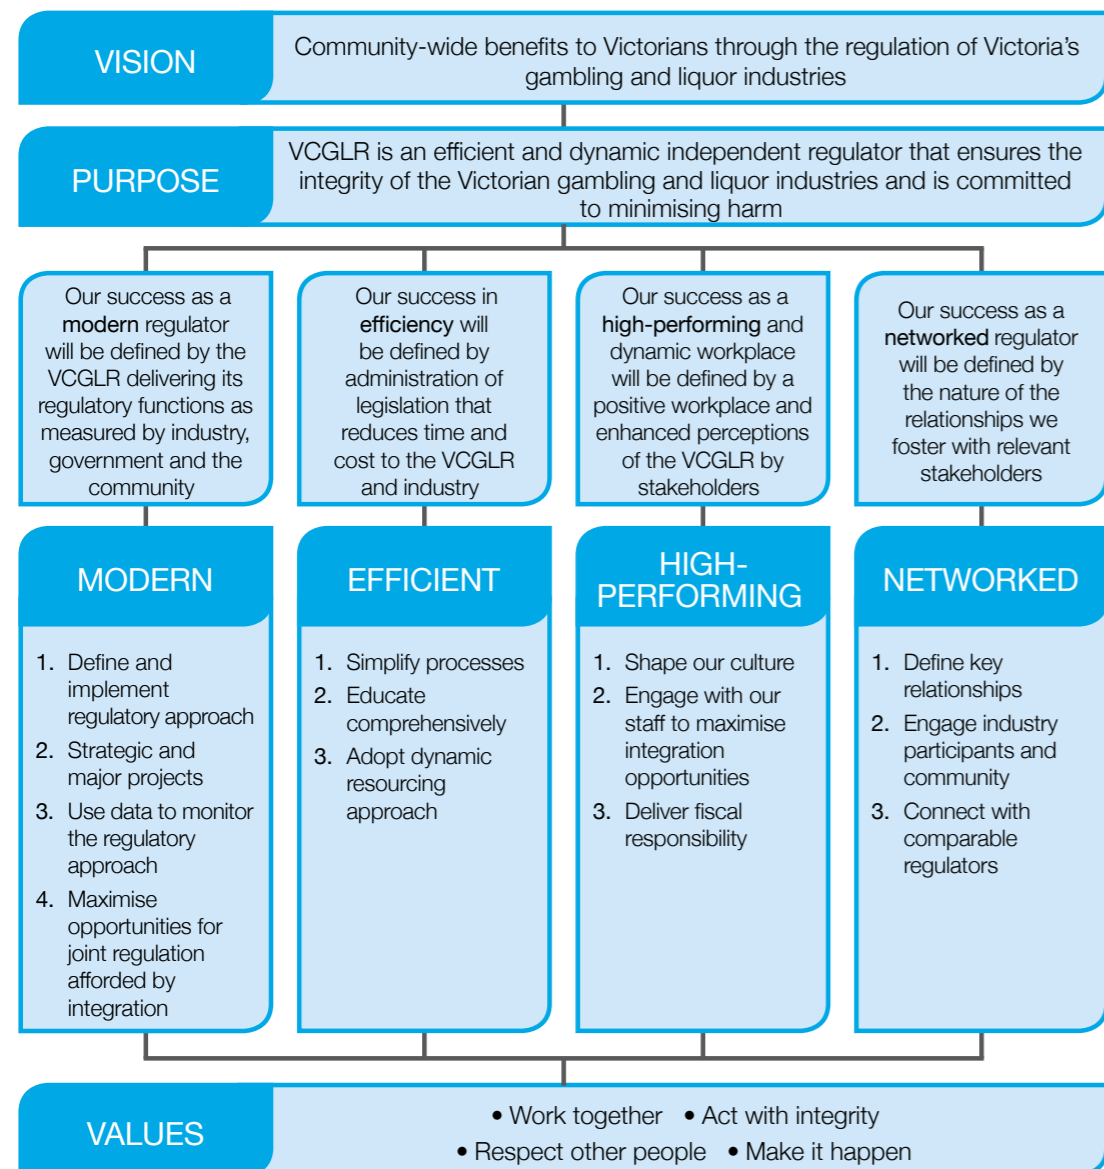 VISION
Community-wide benefits to Victorians through the regulation of Victoria’s
gambling and liquor industries
PURPOSE
VCGLR is an efficient and dynamic independent regulator that ensures the
integrity of the Victorian gambling and liquor industries and is committed
to minimising harm
Our success as a
modern regulator
will be defined by the
VCGLR delivering its
regulatory functions as
measured by industry,
government and the
community
Our success in
efficiency will
be defined by
administration of
legislation that
reduces time and
cost to the VCGLR
and industry
Our success as a
high-performing and
dynamic workplace
will be defined by a
positive workplace and
enhanced perceptions
of the VCGLR by
stakeholders
Our success as a
networked regulator
will be defined by
the nature of the
relationships we
foster with relevant
stakeholders
MODERN
1. Define and
implement
regulatory approach
2. Strategic and
major projects
3. Use data to monitor
the regulatory
approach
4. Maximise
opportunities for
joint regulation
afforded by
integration
EFFICIENT
1. Simplify processes
2. Educate
comprehensively
3. Adopt dynamic
resourcing
approach
HIGH-
PERFORMING
1. Shape our culture
2. Engage with our
staff to maximise
integration
opportunities
3. Deliver fiscal
responsibility
NETWORKED
1. Define key
relationships
2. Engage industry
participants and
community
3. Connect with
comparable
regulators
VALUES
• Work together • Act with integrity
• Respect other people • Make it happen